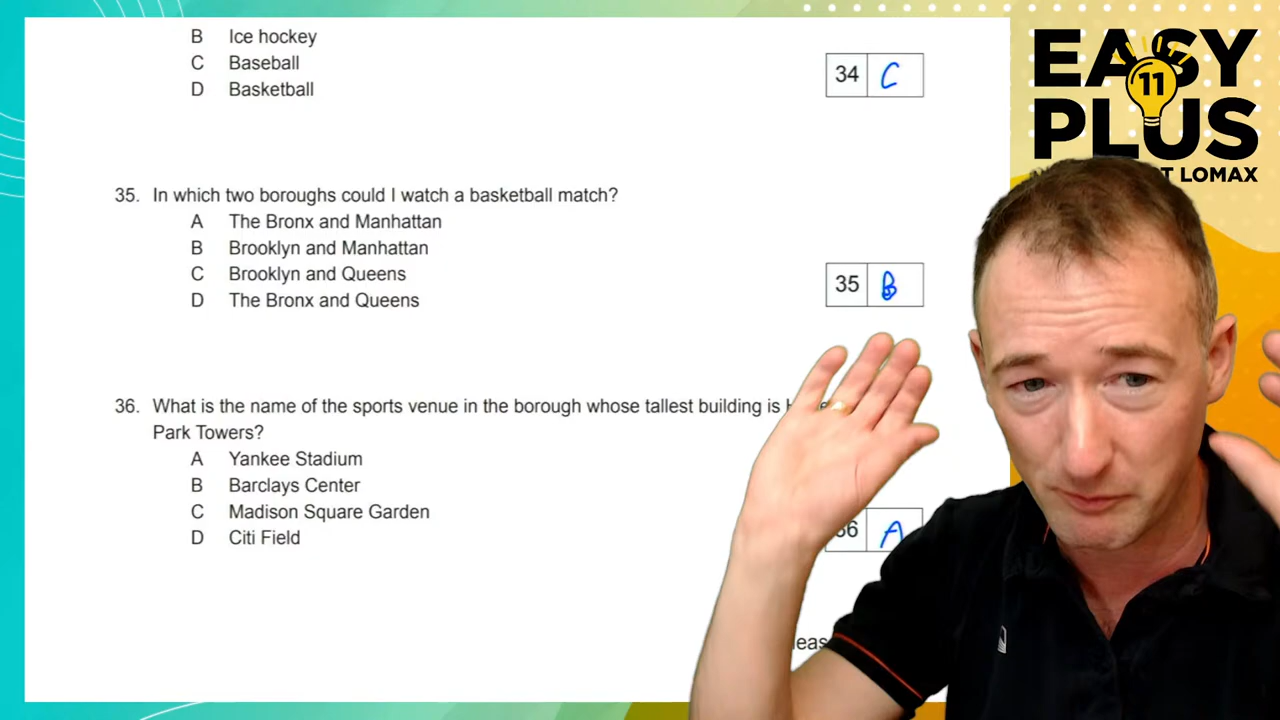 B Ice hockey
C Baseball
D Basketball
34 C
35. In which two boroughs could I watch a basketball match?
A The Bronx and Manhattan
B Brooklyn and Manhattan
C Brooklyn and Queens
D The Bronx and Queens
35 B
36. What is the name of the sports venue in the borough whose tallest building is
Park Towers?
A Yankee Stadium
B Barclays Center
C Madison Square Garden
D Citi Field
36 A
EASY
11
PLUS
LOMAX